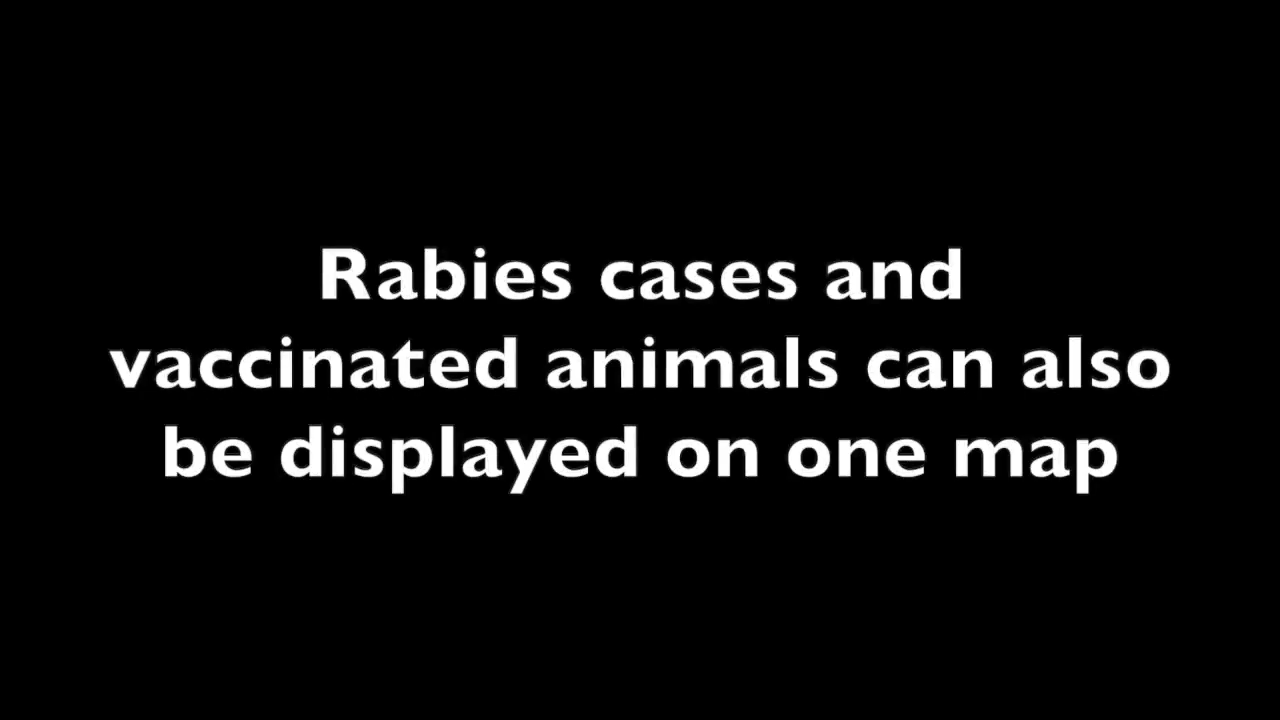 Rabies cases and
vaccinated animals can also
be displayed on one map